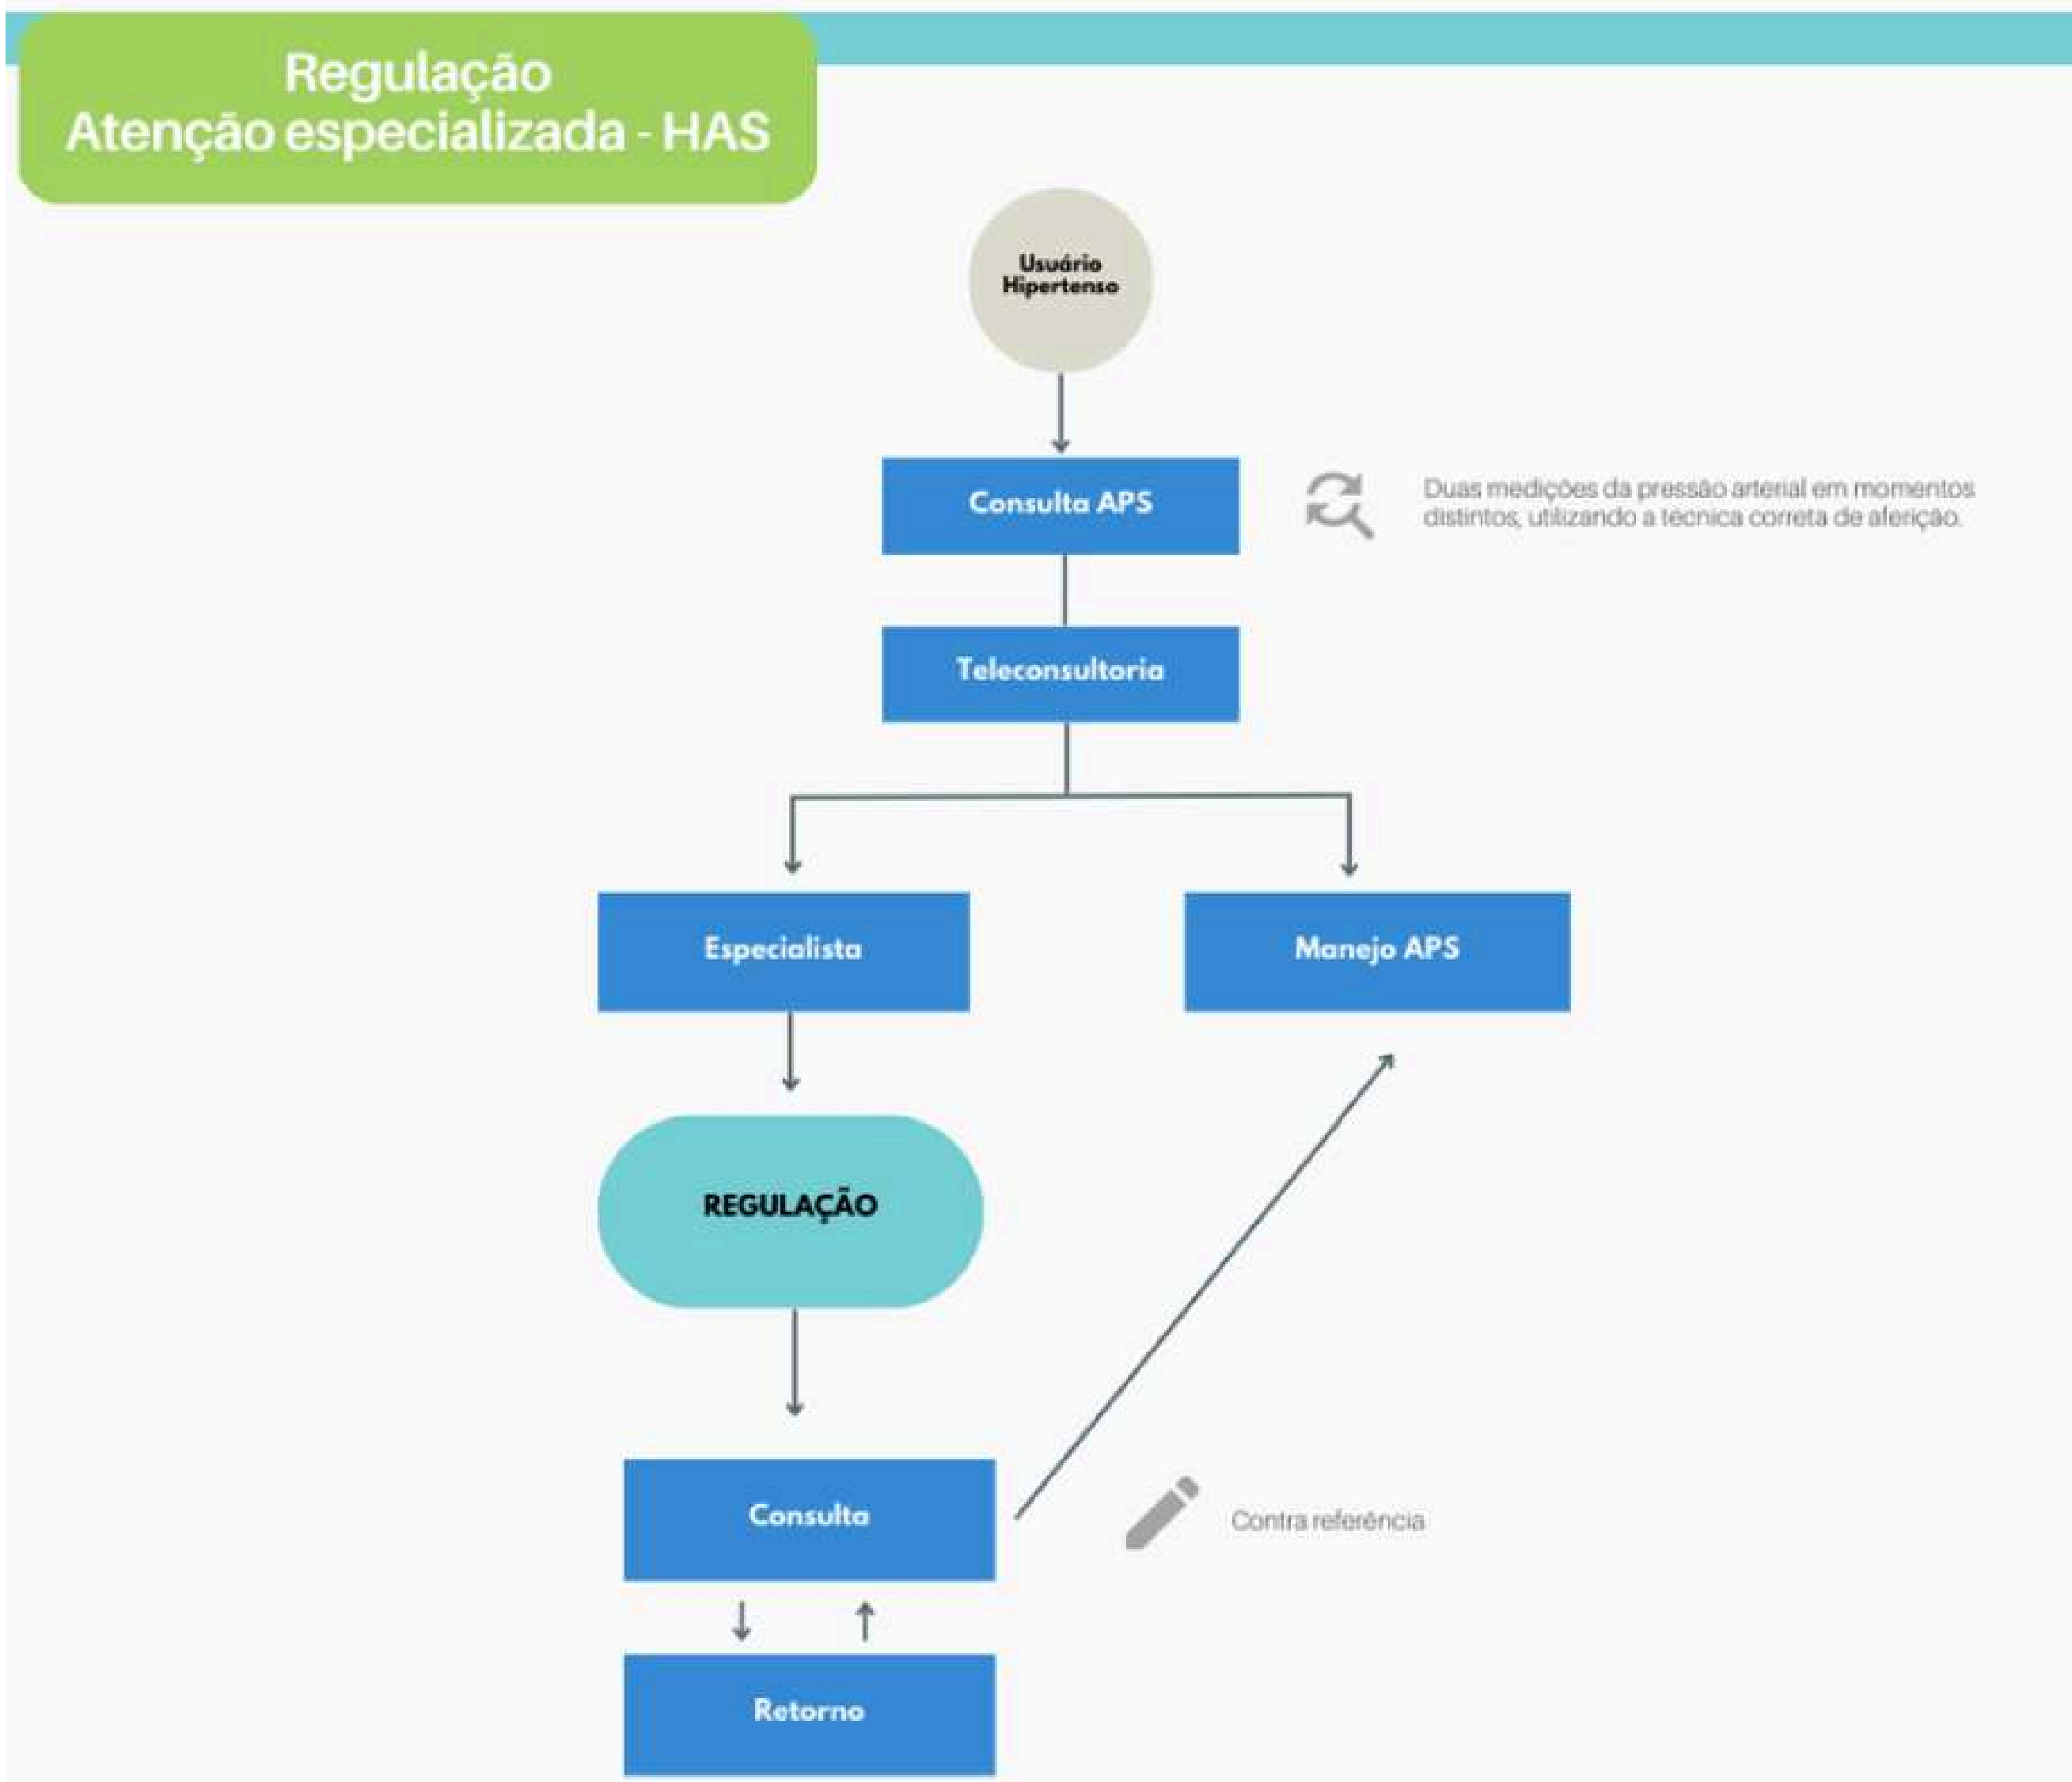 Regulação
Atenção especializada - HAS
Usuário
Hipertenso
Consulta APS
Duas medições da pressão arterial em momentos
distintos, utilizando a técnica correta de aferição.
Teleconsultoria
Especialista
Manejo APS
REGULAÇÃO
Consulta
Contra referência
Retorno